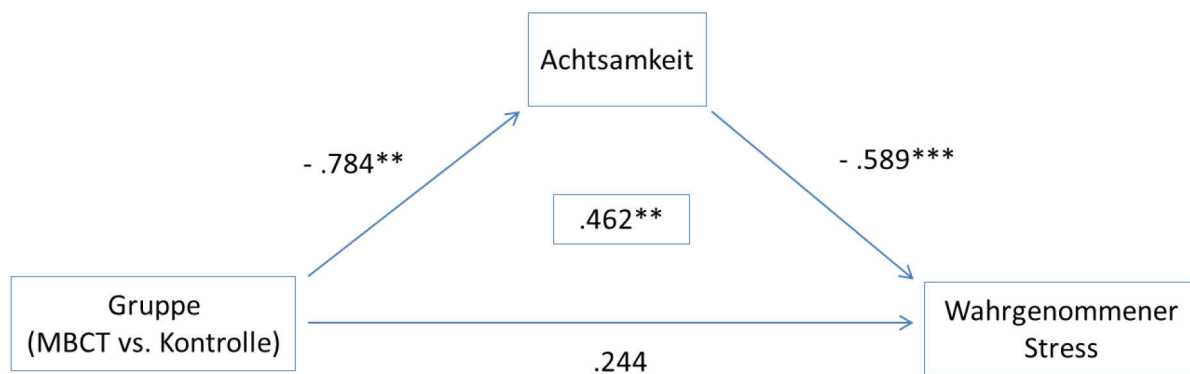 Achtsamkeit
- .784**
- .589***
.462**
Gruppe
(MBCT vs. Kontrolle)
Wahrgenommener
Stress
.244